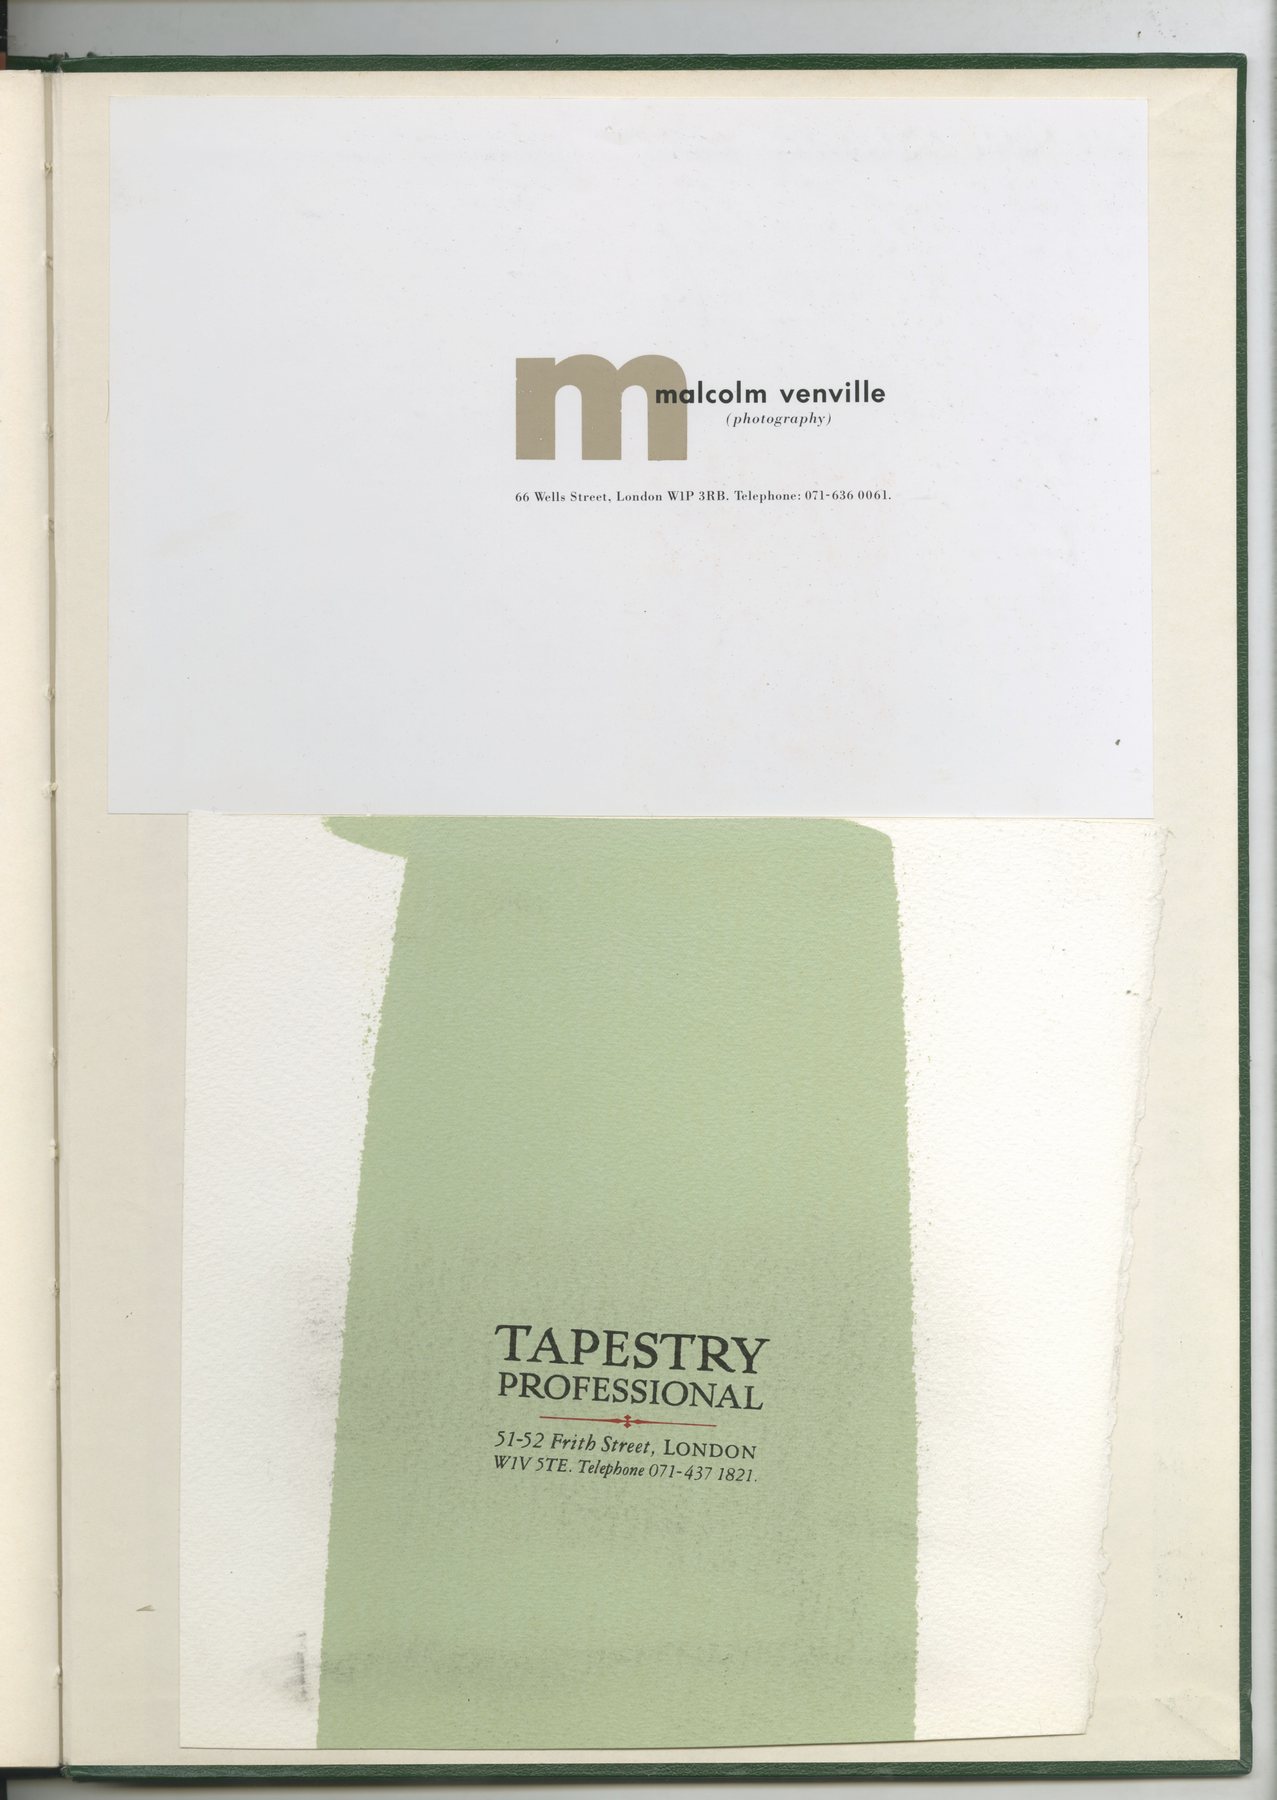 m
malcolm venville
(photography)
66 Wells Street, London W1P 3RB. Telephone: 071-636 0061.
TAPESTRY
PROFESSIONAL
51-52 Frith Street, LONDON
W1V 5TE. Telephone 071-437 1821.